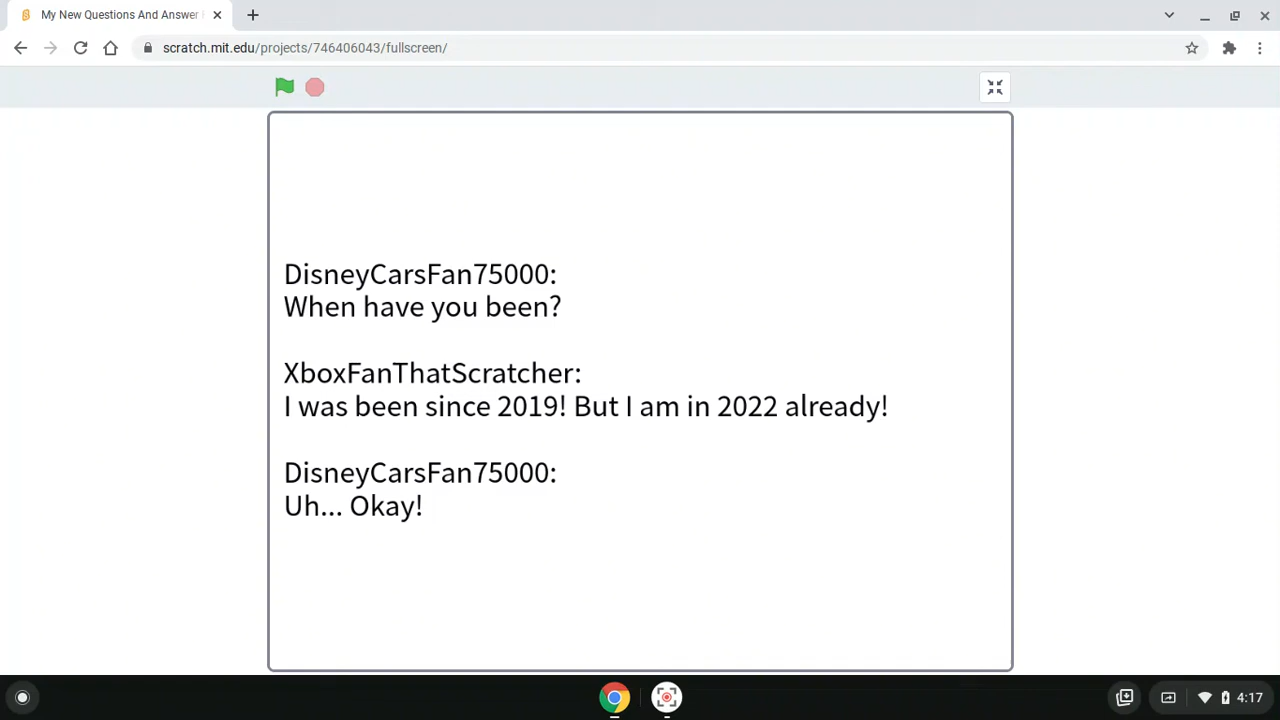 My New Questions And Answer
scratch.mit.edu/projects/746406043/fullscreen/
DisneyCarsFan75000:
When have you been?
XboxFanThatScratcher:
I was been since 2019! But I am in 2022 already!
DisneyCarsFan75000:
Uh... Okay!
4:17